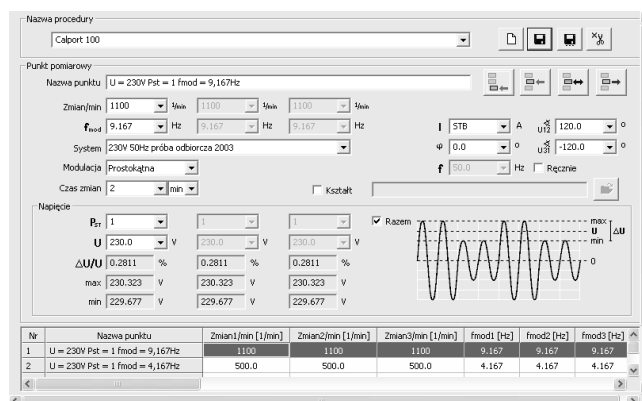 Nazwa procedury
Calport 100
Punkt pomiarowy
Nazwa punktu U = 230V Pst = 1 fmod = 9,167Hz
Zmian/min 1100 1/min 1100 1/min 1100 1/min
fmod 9.167 Hz 9.167 Hz 9.167 Hz I STB A U12 120.0 °
System 230V 50Hz próba odbiorcza 2003 φ 0.0 ° U31 -120.0 °
Modulacja Prostokątna f 50.0 Hz Ręcznie
Czas zmian 2 min Kształt
Napięcie
PST 1 1 1 Razem max
U 230.0 V 230.0 V 230.0 V U ΔU
min
ΔU/U 0.2811 % 0.2811 % 0.2811 % 0
max 230.323 V 230.323 V 230.323 V
min 229.677 V 229.677 V 229.677 V
Nr Nazwa punktu Zmian1/min [1/min] Zmian2/min [1/min] Zmian3/min [1/min] fmod1 [Hz] fmod2 [Hz] fmod3 [Hz]
1 U = 230V Pst = 1 fmod = 9,167Hz 1100 1100 1100 9.167 9.167 9.167
2 U = 230V Pst = 1 fmod = 4,167Hz 500.0 500.0 500.0 4.167 4.167 4.167